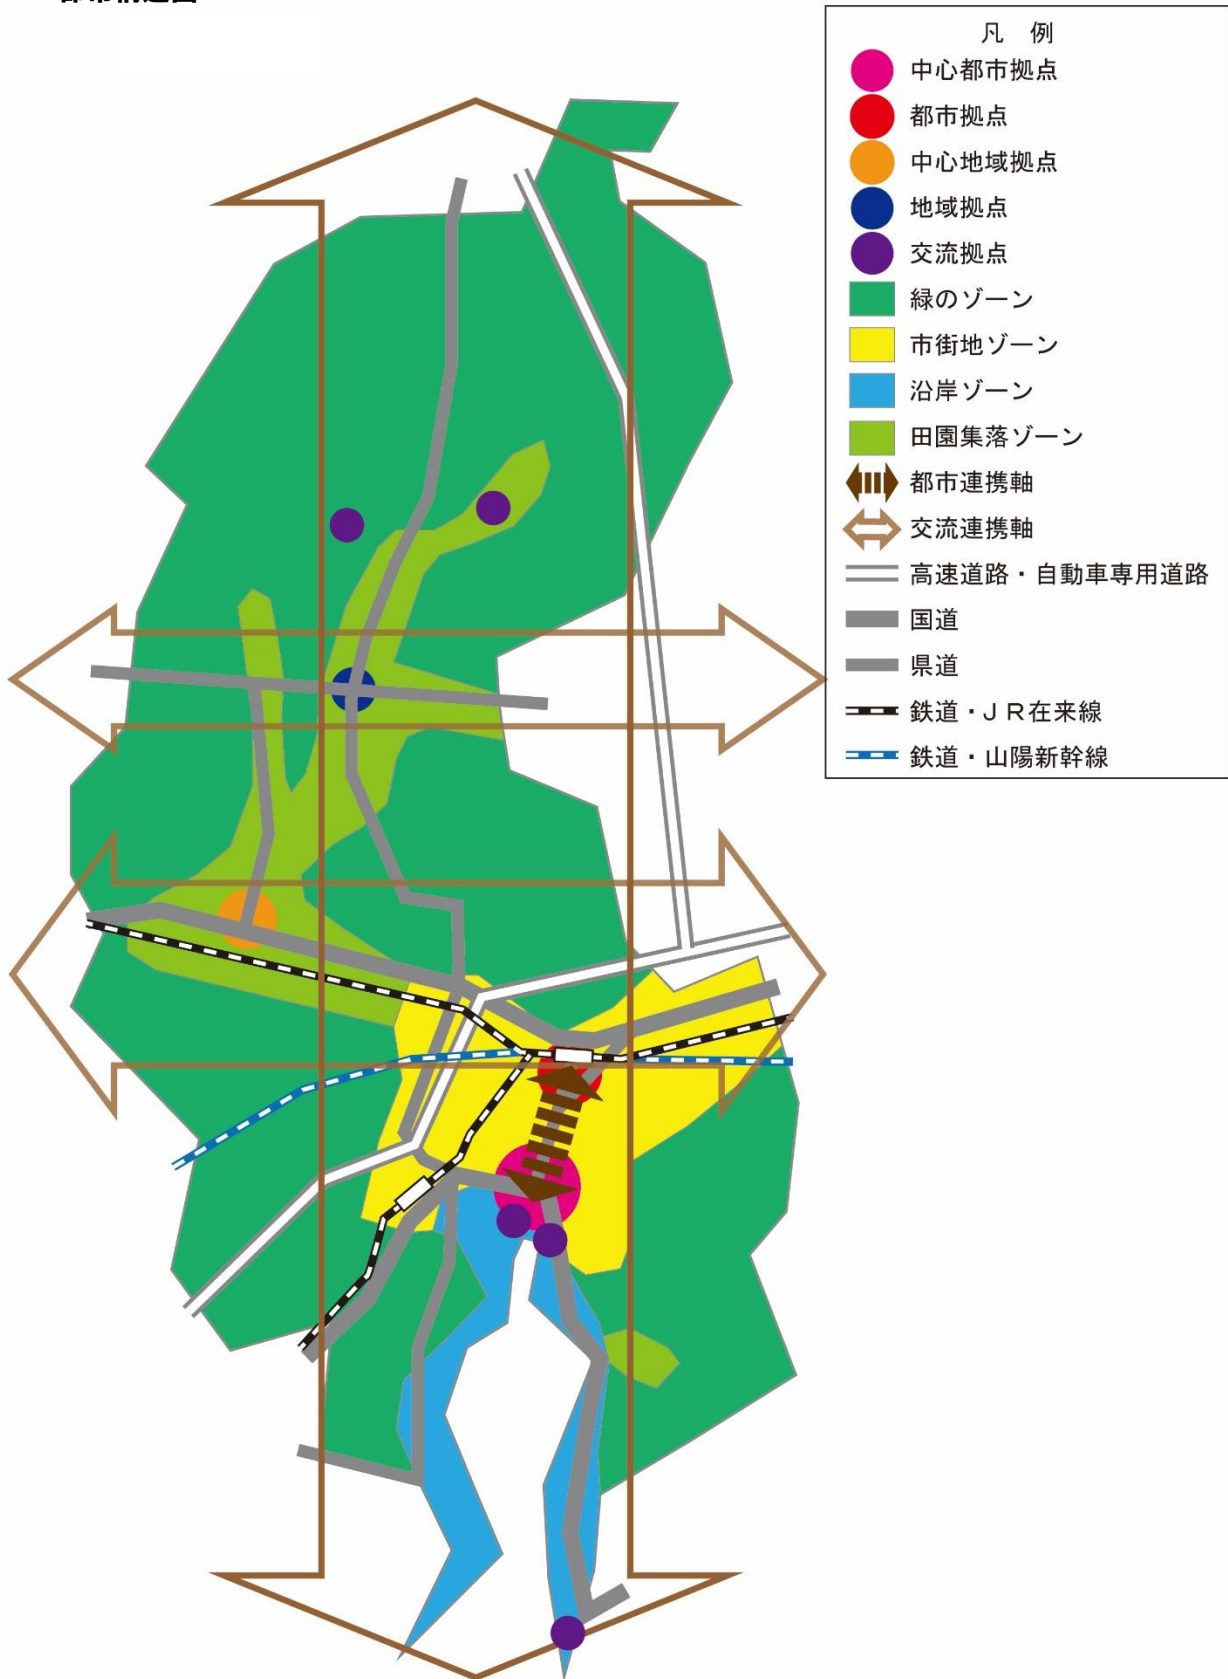 凡 例
中心都市拠点
都市拠点
中心地域拠点
地域拠点
交流拠点
緑のゾーン
市街地ゾーン
沿岸ゾーン
田園集落ゾーン
都市連携軸
交流連携軸
高速道路・自動車専用道路
国道
県道
鉄道・ＪＲ在来線
鉄道・山陽新幹線